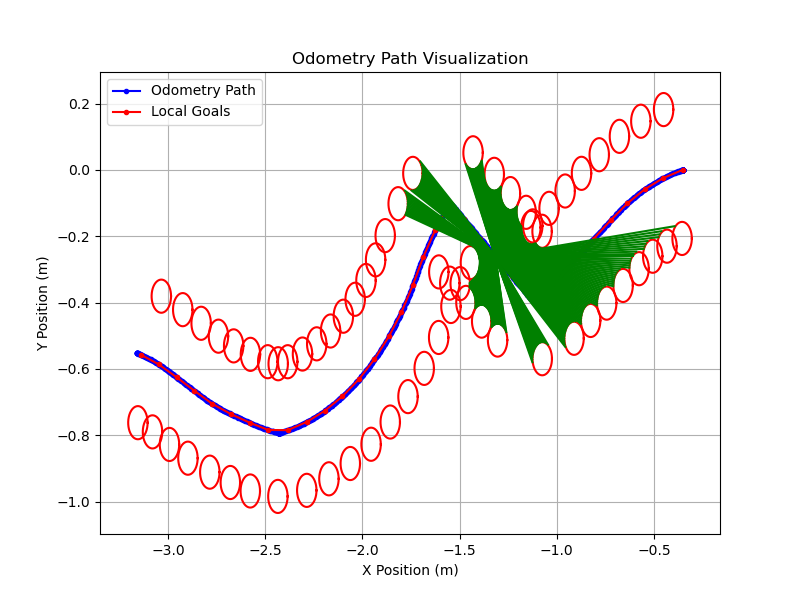 Odometry Path Visualization
Odometry Path
Local Goals
Y Position (m)
0.2
0.0
−0.2
−0.4
−0.6
−0.8
−1.0
−3.0 −2.5 −2.0 −1.5 −1.0 −0.5
X Position (m)